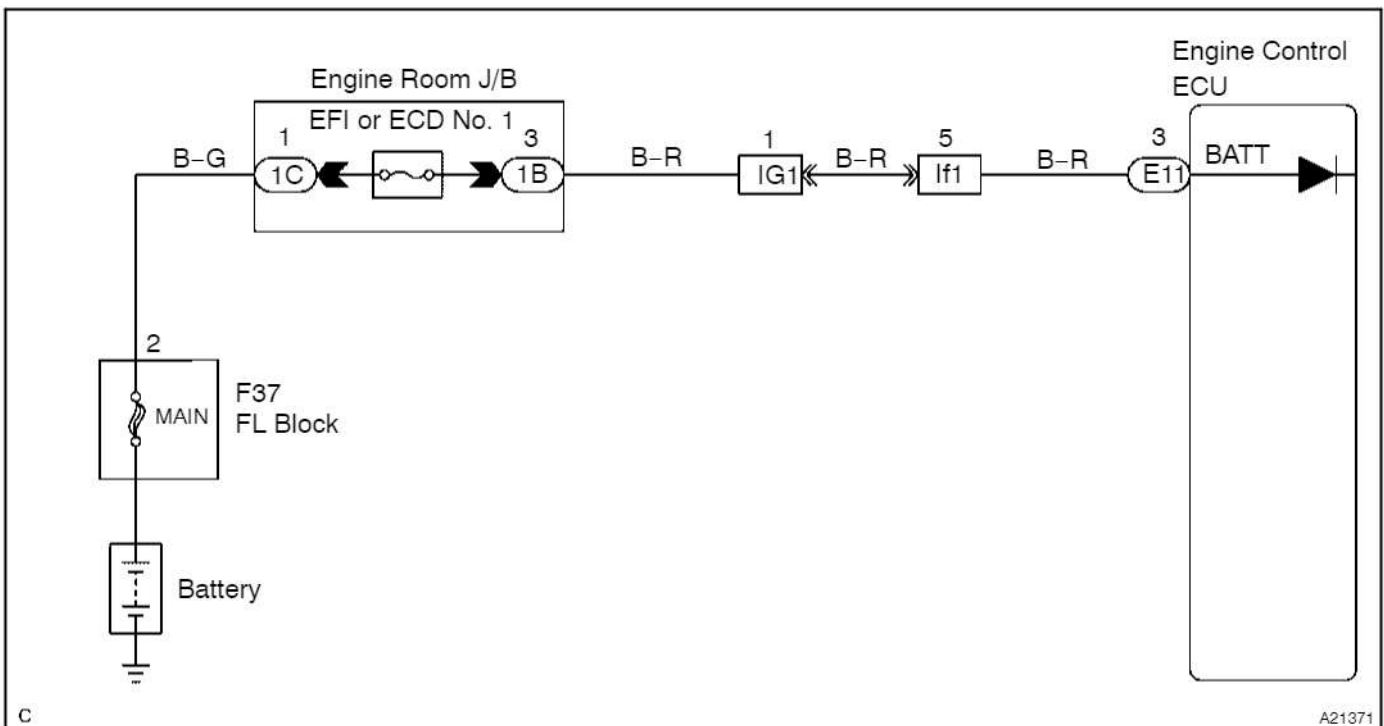 Engine Control
ECU
Engine Room J/B
EFI or ECD No. 1
1
3
1
5
3
B-G
1C
1B
B-R
IG1
B-R
If1
B-R
E11
BATT
2
MAIN
F37
FL Block
Battery
C
A21371